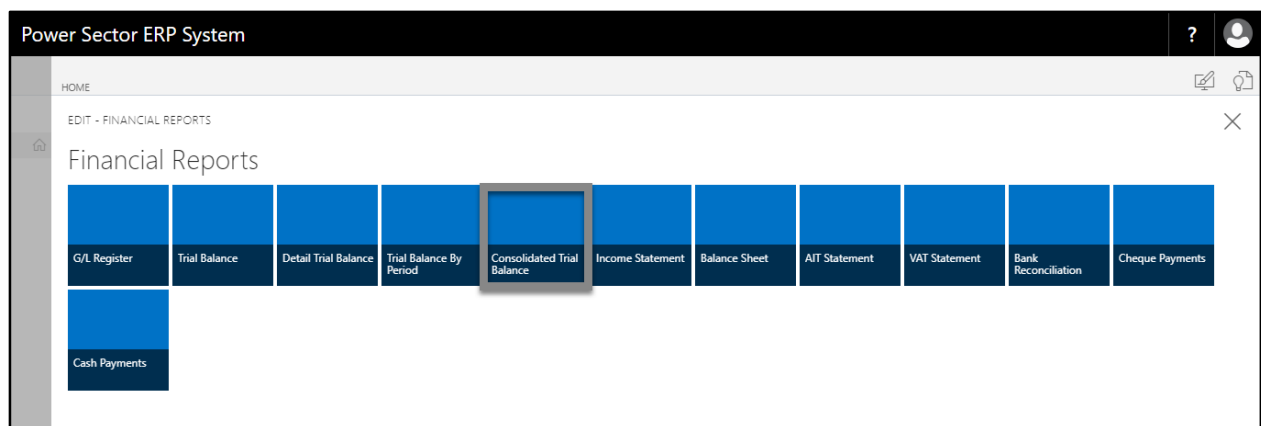 Power Sector ERP System
?
HOME
EDIT - FINANCIAL REPORTS
Financial Reports
G/L Register
Trial Balance
Detail Trial Balance
Trial Balance By
Period
Consolidated Trial
Balance
Income Statement
Balance Sheet
AIT Statement
VAT Statement
Bank
Reconciliation
Cheque Payments
Cash Payments